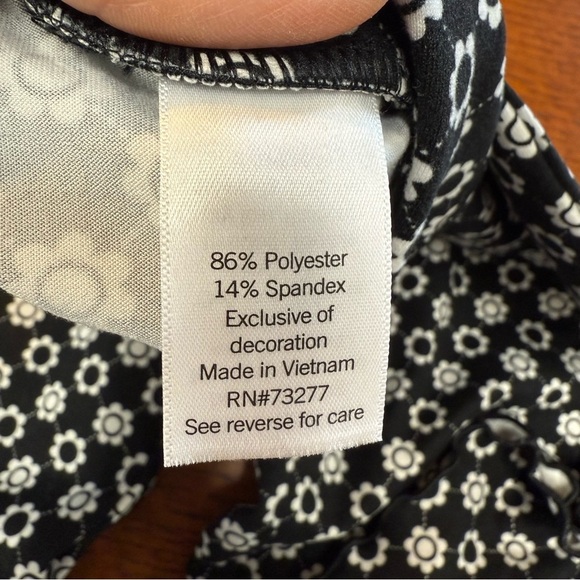 86% Polyester
14% Spandex
Exclusive of
decoration
Made in Vietnam
RN#73277
See reverse for care